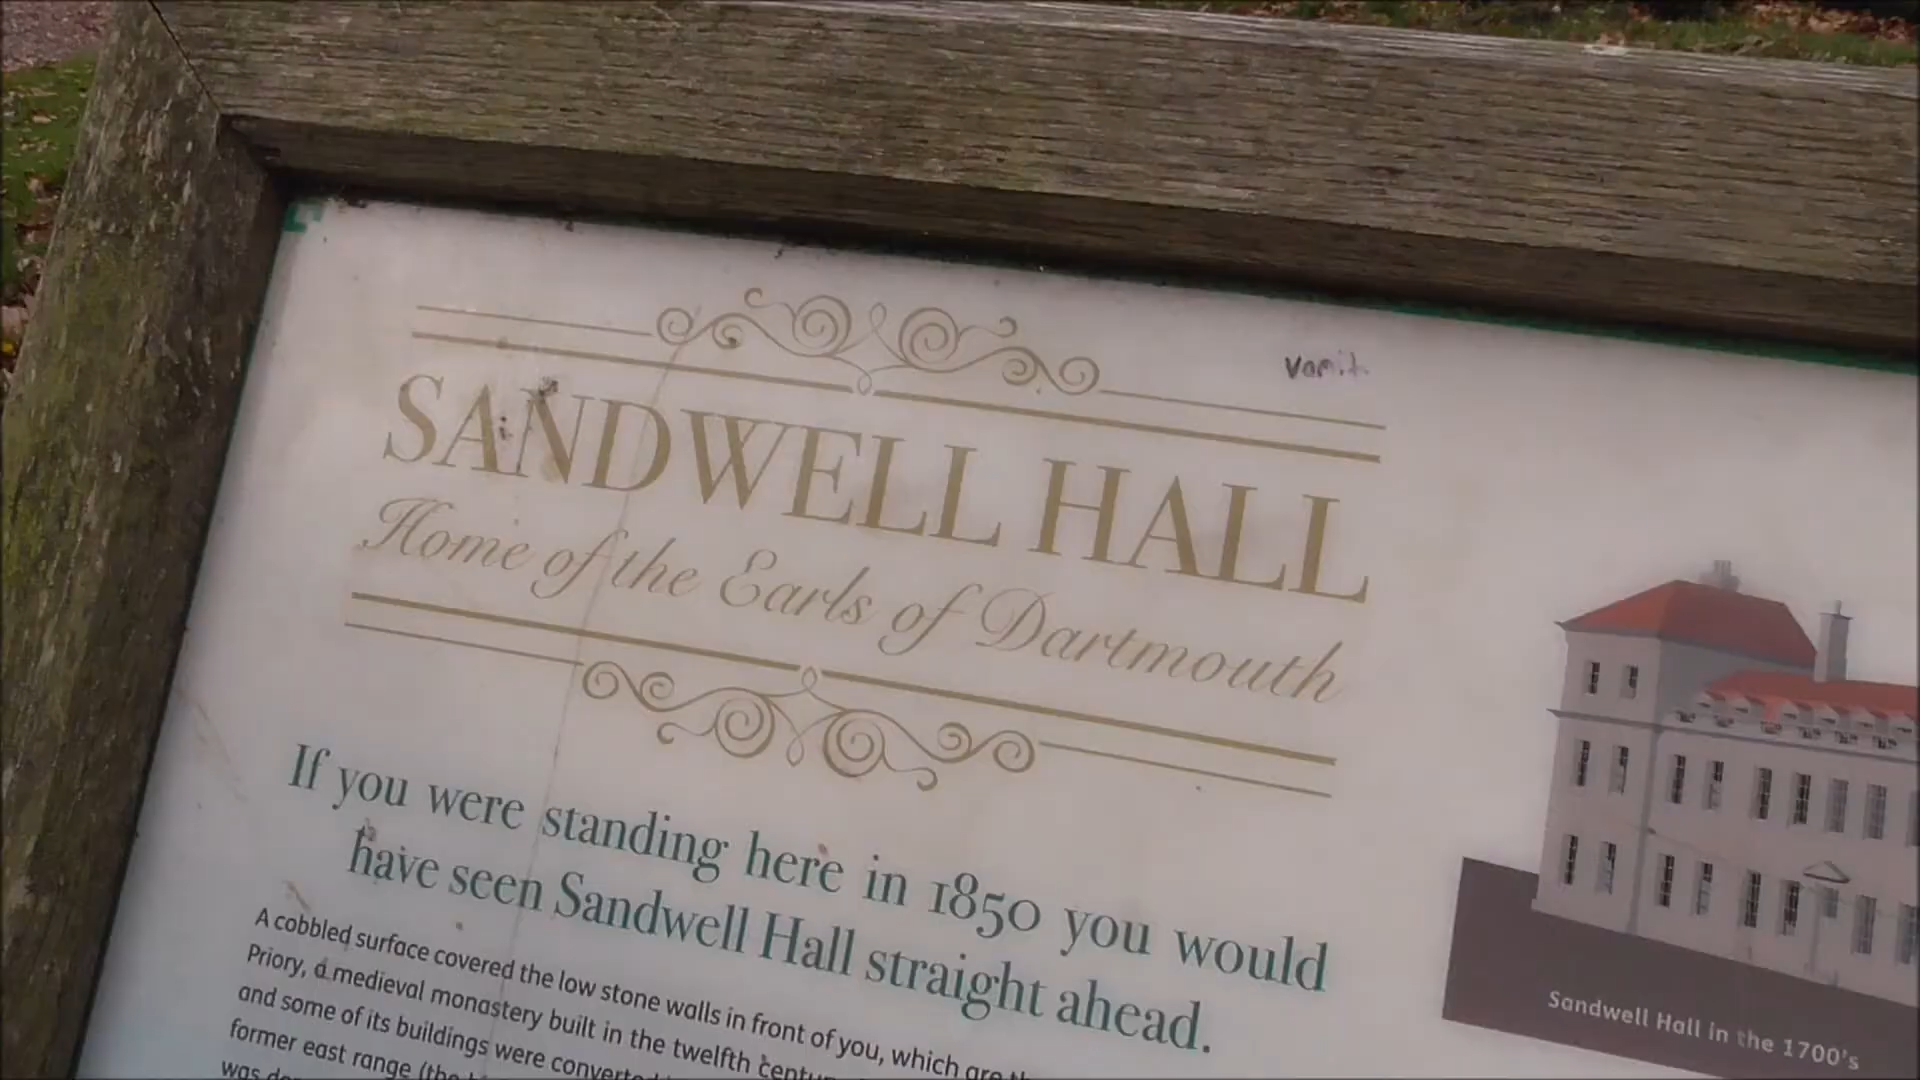 vomit
SANDWELL HALL
Home of the Earls of Dartmouth
If you were standing here in 1850 you would
have seen Sandwell Hall straight ahead.
A cobbled surface covered the low stone walls in front of you, which are
Priory, a medieval monastery built in the twelfth
and some of its buildings were
former east range (the
was
Sandwell Hall in the 1700's